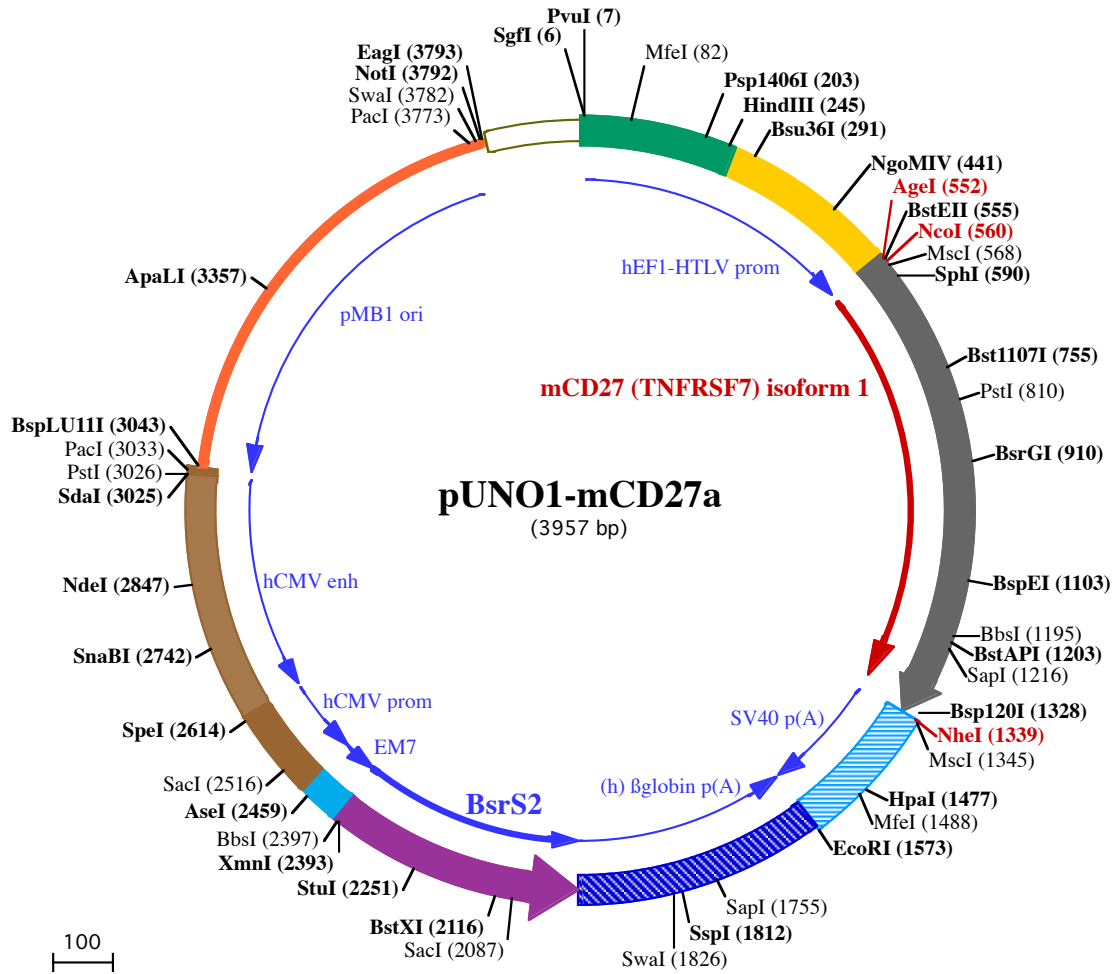 PvuI (7)
SgfI (6)
MfeI (82)
EagI (3793)
NotI (3792)
SwaI (3782)
PacI (3773)
Psp1406I (203)
HindIII (245)
Bsu36I (291)
NgoMIV (441)
AgeI (552)
BstEII (555)
NcoI (560)
MscI (568)
SphI (590)
hEF1-HTLV prom
ApaLI (3357)
pMB1 ori
Bst1107I (755)
mCD27 (TNFRSF7) isoform 1
PstI (810)
BspLU11I (3043)
PacI (3033)
PstI (3026)
SdaI (3025)
BsrGI (910)
pUNO1-mCD27a
(3957 bp)
hCMV enh
NdeI (2847)
BspEI (1103)
BbsI (1195)
BstAPI (1203)
SapI (1216)
SnaBI (2742)
hCMV prom
SV40 p(A)
Bsp120I (1328)
NheI (1339)
MscI (1345)
SpeI (2614)
EM7
SacI (2516)
(h) ßglobin p(A)
BsrS2
HpaI (1477)
MfeI (1488)
AseI (2459)
BbsI (2397)
EcoRI (1573)
XmnI (2393)
StuI (2251)
SapI (1755)
BstXI (2116)
SspI (1812)
SacI (2087)
SwaI (1826)
100